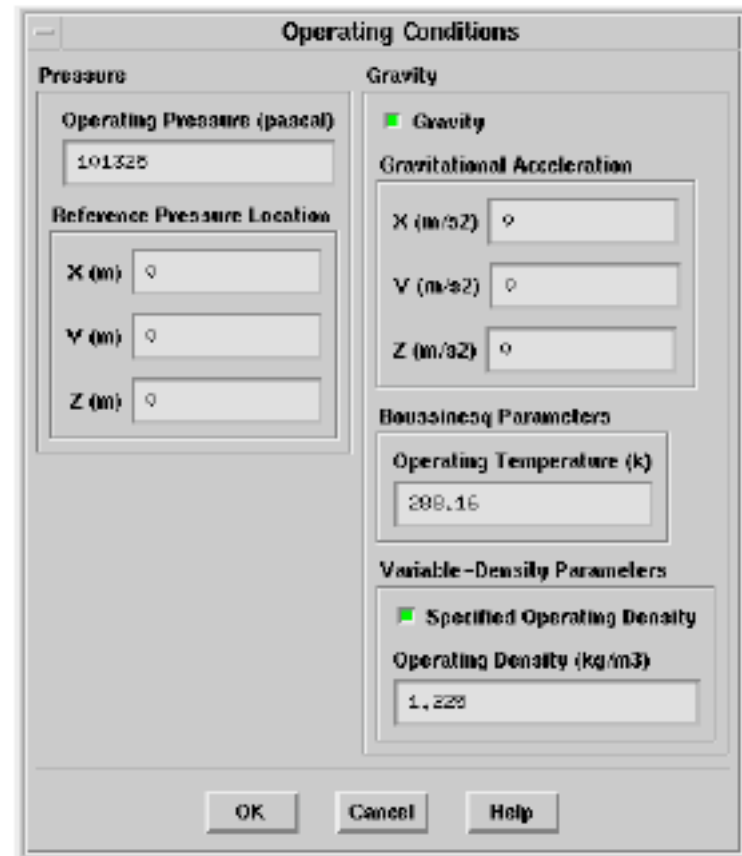 Operating Conditions
Pressure
Operating Pressure (pascal)
101325
Reference Pressure Location
X (m) 0
Y (m) 0
Z (m) 0
Gravity
Gravity
Gravitational Acceleration
X (m/s2) 0
Y (m/s2) 0
Z (m/s2) 0
Boussinesq Parameters
Operating Temperature (k)
288.16
Variable-Density Parameters
Specified Operating Density
Operating Density (kg/m3)
1.225
OK Cancel Help